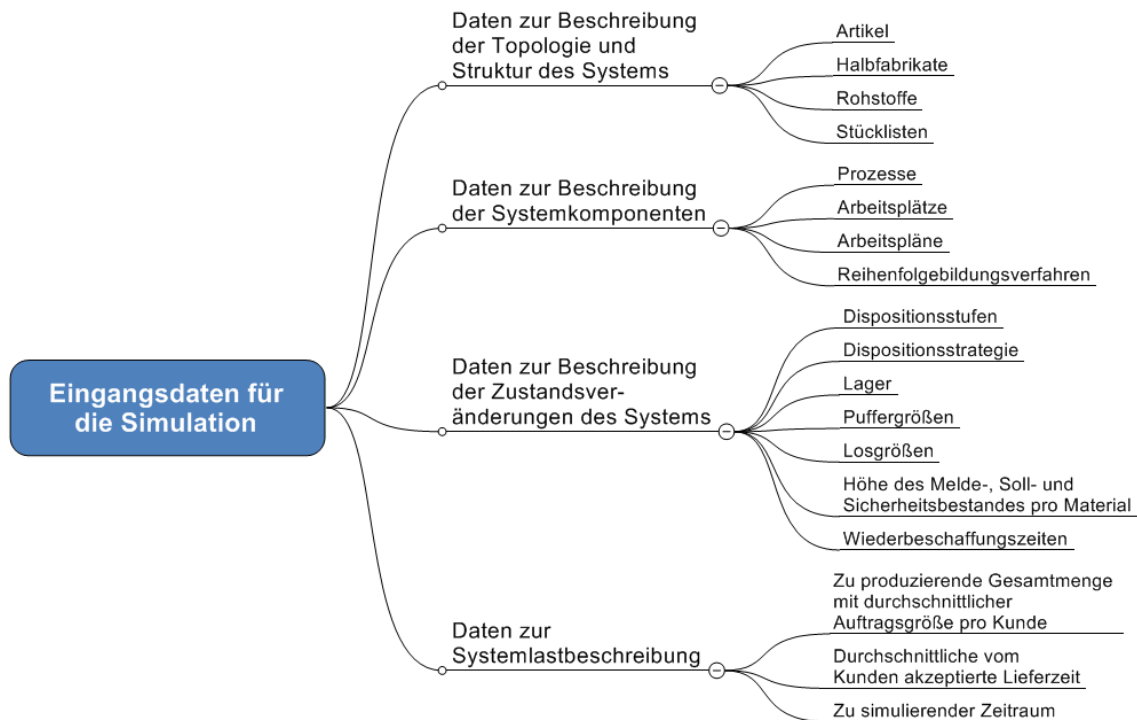 Eingangsdaten für
die Simulation
Daten zur Beschreibung
der Topologie und
Struktur des Systems
Artikel
Halbfabrikate
Rohstoffe
Stücklisten
Daten zur Beschreibung
der Systemkomponenten
Prozesse
Arbeitsplätze
Arbeitspläne
Reihenfolgebildungsverfahren
Daten zur Beschreibung
der Zustandsver-
änderungen des Systems
Dispositionsstufen
Dispositionsstrategie
Lager
Puffergrößen
Losgrößen
Höhe des Melde-, Soll- und
Sicherheitsbestandes pro Material
Wiederbeschaffungszeiten
Daten zur
Systemlastbeschreibung
Zu produzierende Gesamtmenge
mit durchschnittlicher
Auftragsgröße pro Kunde
Durchschnittliche vom
Kunden akzeptierte Lieferzeit
Zu simulierender Zeitraum